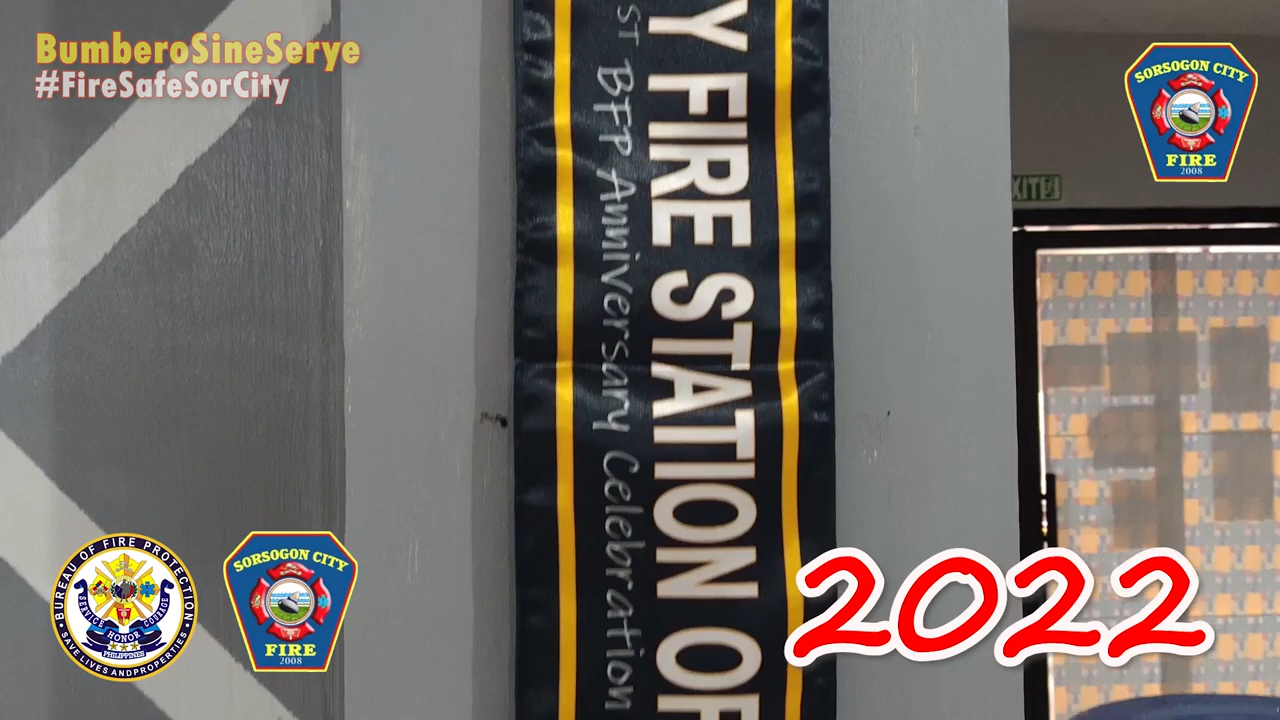 BumberoSineSerye
#FireSafeSorCity
SORSOGON CITY
FIRE
2008
EXIT
Y FIRE STATION OF
ST BFP Anniversary Celebration
BUREAU OF FIRE PROTECTION
SERVICE HONOR COURAGE
PHILIPPINES
SAVE LIVES AND PROPERTIES
SORSOGON CITY
FIRE
2008
2022